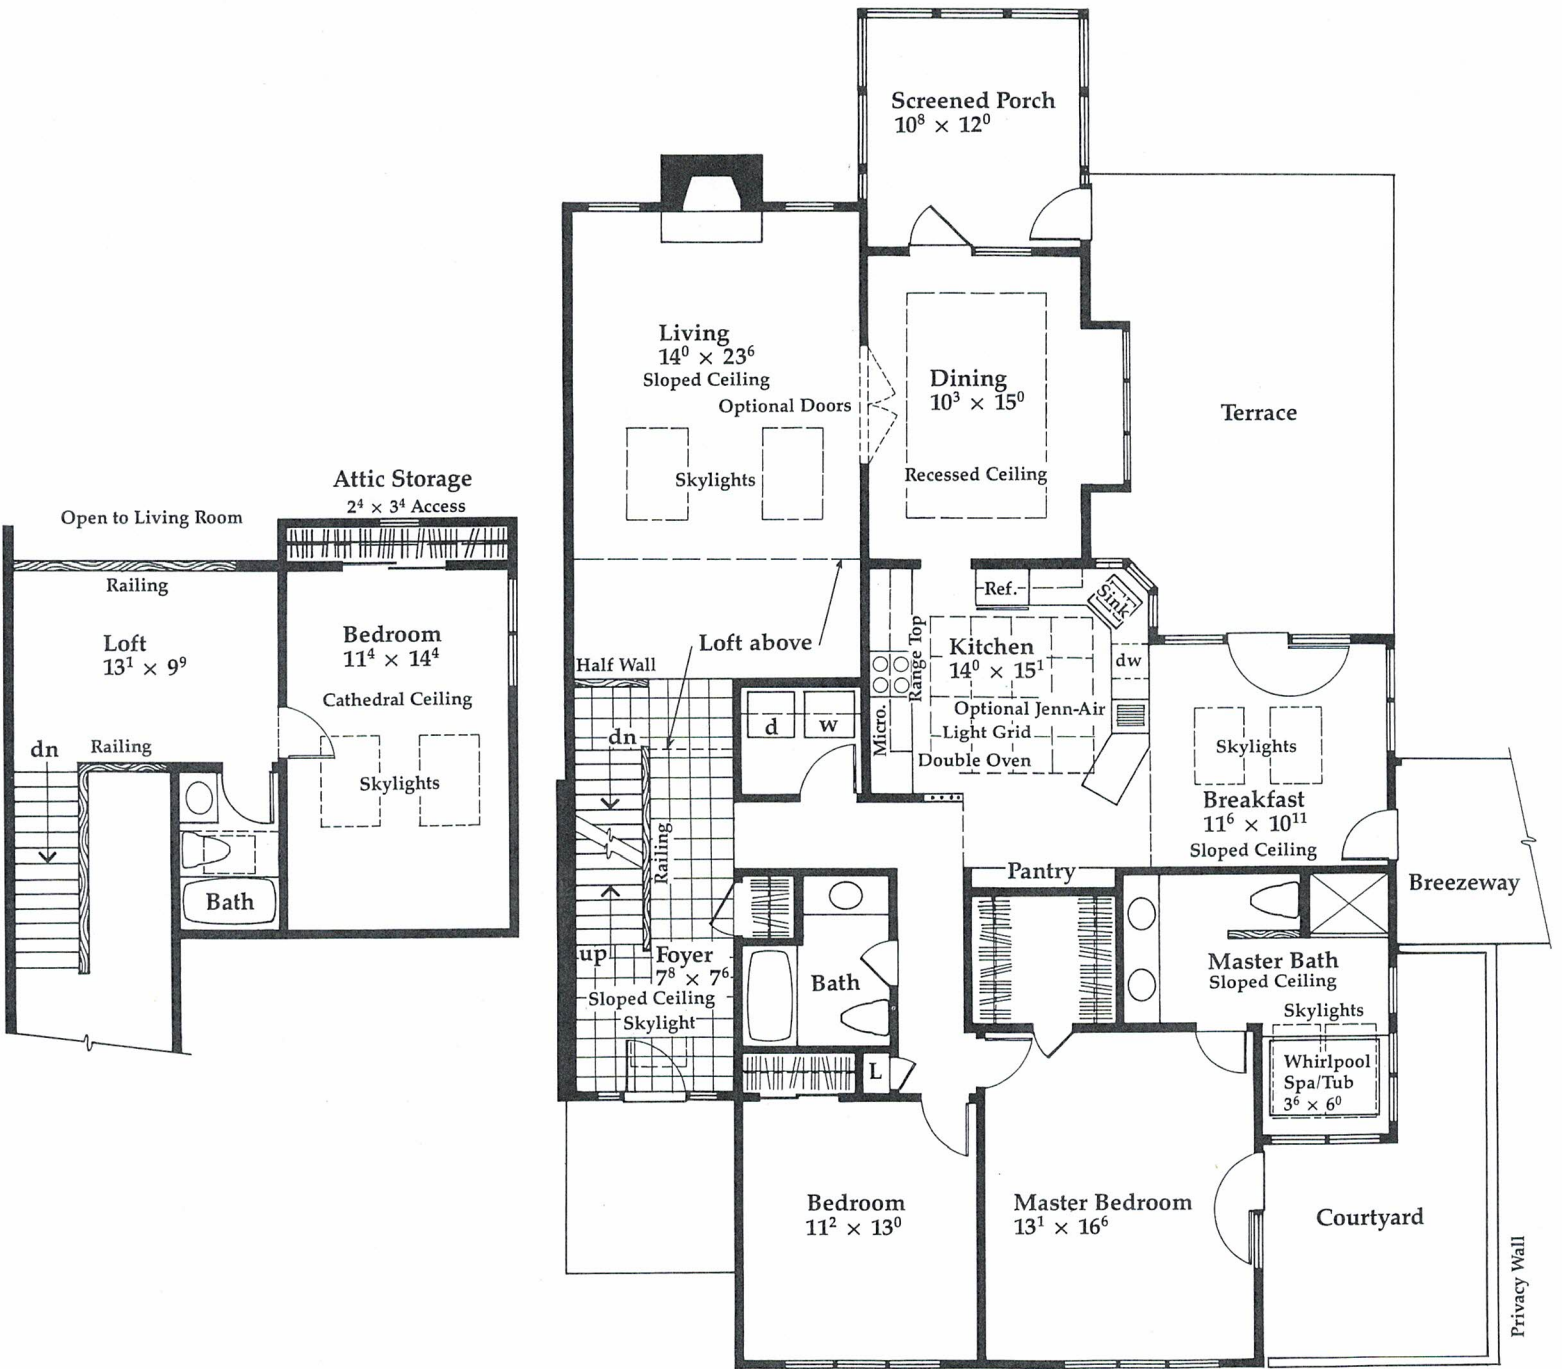 Screened Porch
10⁸ × 12⁰
Living
14⁰ × 23⁶
Sloped Ceiling
Optional Doors
Skylights
Dining
10³ × 15⁰
Recessed Ceiling
Terrace
Attic Storage
2⁴ × 3⁴ Access
Open to Living Room
Railing
Loft
13¹ × 9⁹
Bedroom
11⁴ × 14⁴
Cathedral Ceiling
dn
Railing
Skylights
Bath
Loft above
Half Wall
dn
d
w
Ref.
Sink
Range Top
Kitchen
14⁰ × 15¹
dw
Optional Jenn-Air
Micro.
Light Grid
Double Oven
Skylights
Breakfast
11⁶ × 10¹¹
Sloped Ceiling
Pantry
Breezeway
Railing
up
Foyer
7⁸ × 7⁶
Sloped Ceiling
Skylight
Bath
L
Master Bath
Sloped Ceiling
Skylights
Whirlpool
Spa/Tub
3⁶ × 6⁰
Bedroom
11² × 13⁰
Master Bedroom
13¹ × 16⁶
Courtyard
Privacy Wall